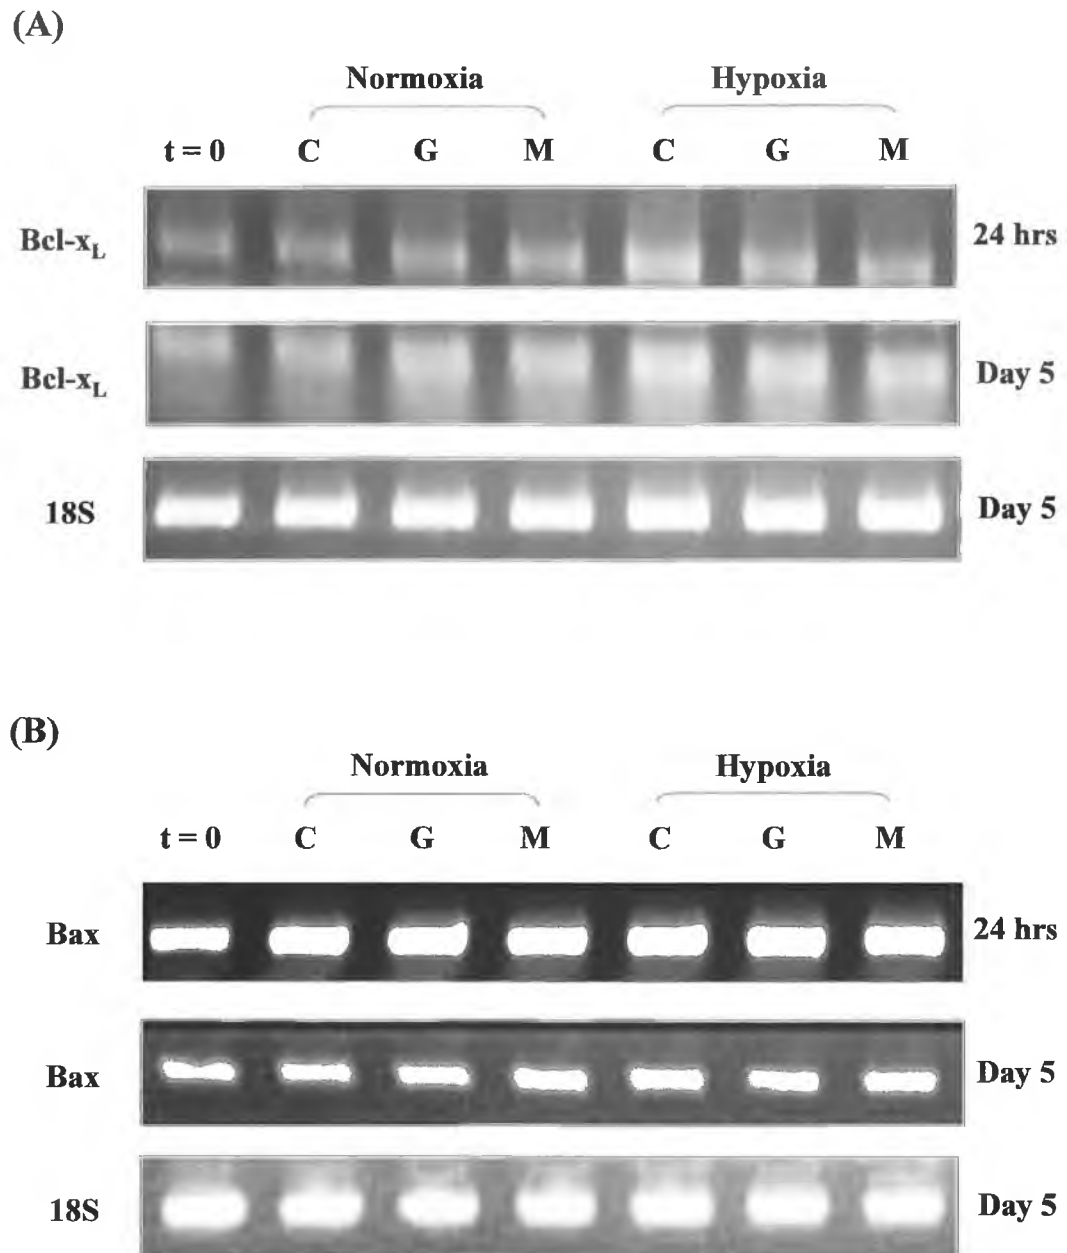 (A)
Normoxia Hypoxia
t = 0 C G M C G M
Bcl-xL 24 hrs
Bcl-xL Day 5
18S Day 5
(B)
Normoxia Hypoxia
t = 0 C G M C G M
Bax 24 hrs
Bax Day 5
18S Day 5